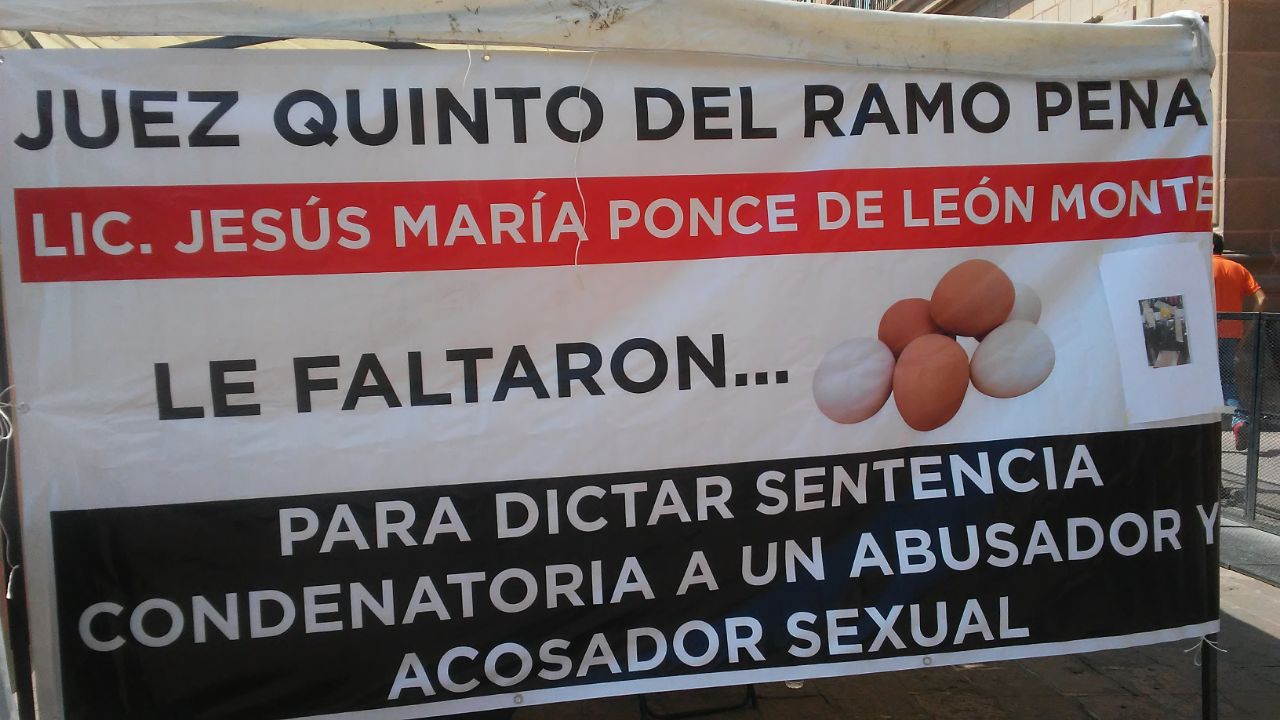 JUEZ QUINTO DEL RAMO PENA
LIC. JESÚS MARÍA PONCE DE LEÓN MONTE
LE FALTARON...
PARA DICTAR SENTENCIA
CONDENATORIA A UN ABUSADOR Y
ACOSADOR SEXUAL